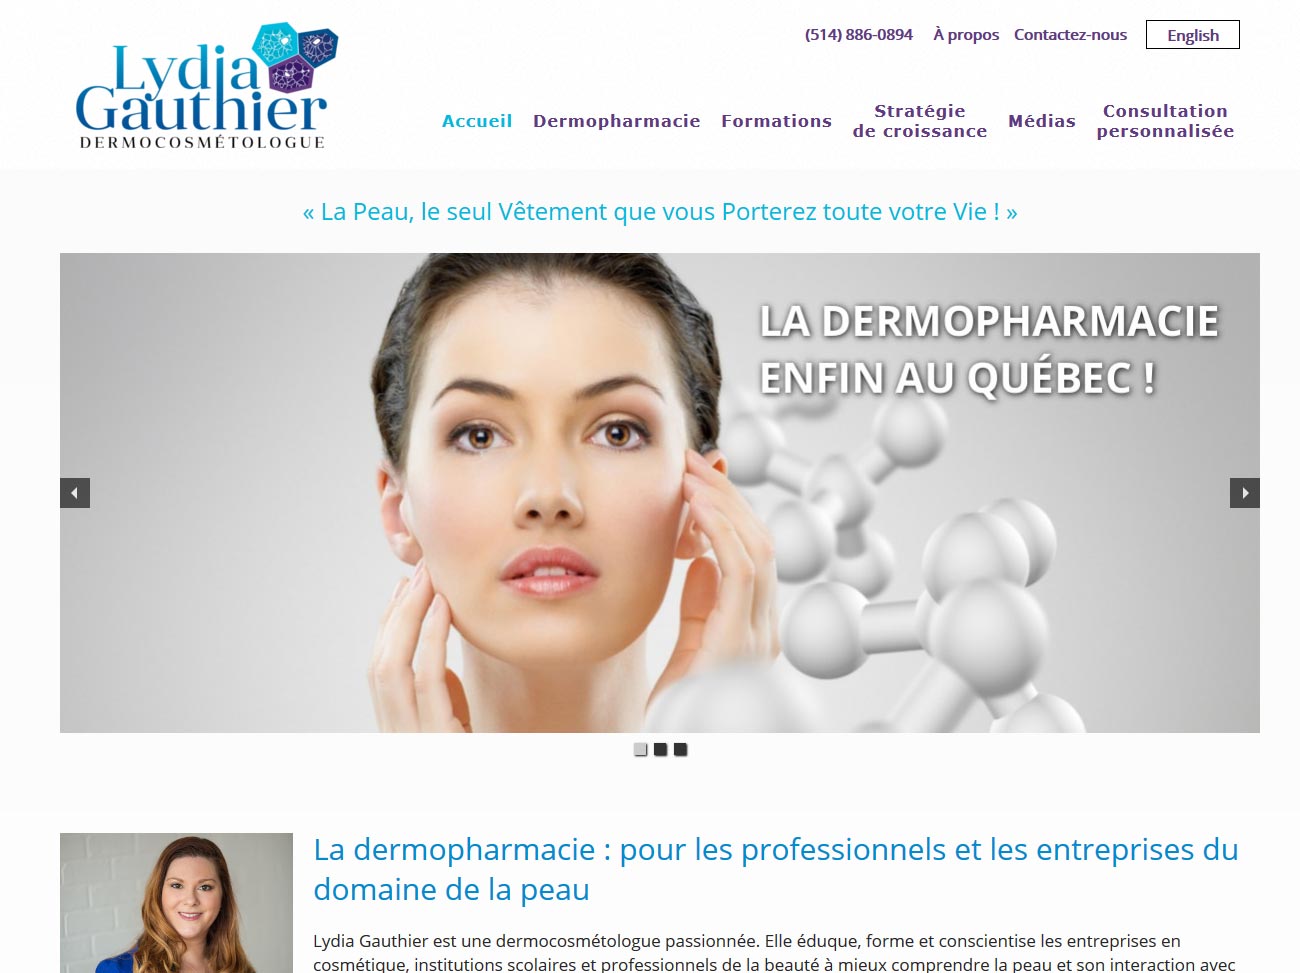 Lydia
Gauthier
DERMOCOSMÉTOLOGUE
(514) 886-0894 À propos Contactez-nous English
Accueil Dermopharmacie Formations Stratégie de croissance Médias Consultation personnalisée
« La Peau, le seul Vêtement que vous Porterez toute votre Vie ! »
LA DERMOPHARMACIE
ENFIN AU QUÉBEC !
La dermopharmacie : pour les professionnels et les entreprises du
domaine de la peau
Lydia Gauthier est une dermocosmétologue passionnée. Elle éduque, forme et conscientise les entreprises en
cosmétique, institutions scolaires et professionnels de la beauté à mieux comprendre la peau et son interaction avec